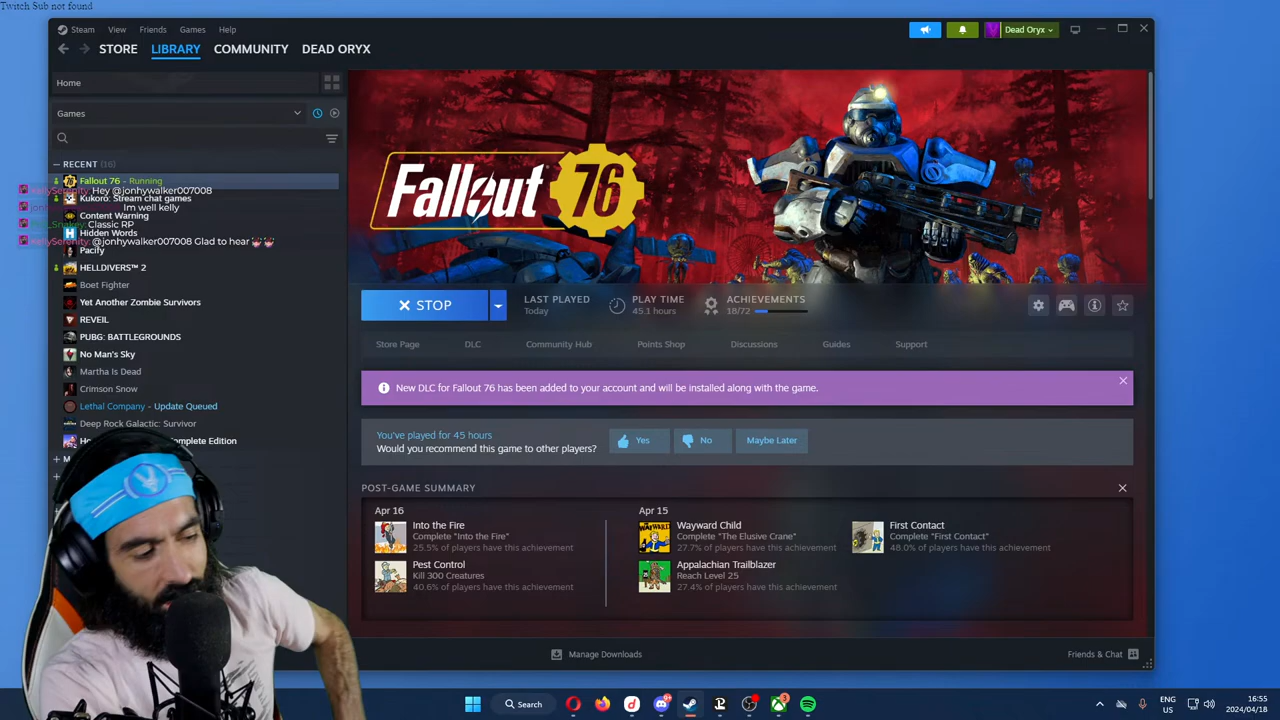 Twitch Sub not found
Steam View Friends Games Help
Dead Oryx
STORE LIBRARY COMMUNITY DEAD ORYX
Home
Games
RECENT (16)
Fallout 76 - Running
KellySerenity: Hey @jonhywalker007008
Kukoro: Stream chat games
Im well kelly
Content Warning
Classic RP
Hidden Words
KellySerenity: @jonhywalker007008 Glad to hear
Pacify
HELLDIVERS™ 2
Boet Fighter
Yet Another Zombie Survivors
REVEIL
PUBG: BATTLEGROUNDS
No Man's Sky
Martha Is Dead
Crimson Snow
Lethal Company - Update Queued
Deep Rock Galactic: Survivor
Complete Edition
Fallout 76
STOP
LAST PLAYED
Today
PLAY TIME
45.1 hours
ACHIEVEMENTS
18/72
Store Page DLC Community Hub Points Shop Discussions Guides Support
New DLC for Fallout 76 has been added to your account and will be installed along with the game.
You've played for 45 hours
Would you recommend this game to other players?
Yes No Maybe Later
POST-GAME SUMMARY
Apr 16
Into the Fire
Complete "Into the Fire"
25.5% of players have this achievement
Pest Control
Kill 300 Creatures
40.6% of players have this achievement
Apr 15
Wayward Child
Complete "The Elusive Crane"
27.7% of players have this achievement
Appalachian Trailblazer
Reach Level 25
27.4% of players have this achievement
First Contact
Complete "First Contact"
48.0% of players have this achievement
Manage Downloads
Friends & Chat
Search
9+
3
ENG
US
16:55
2024/04/18